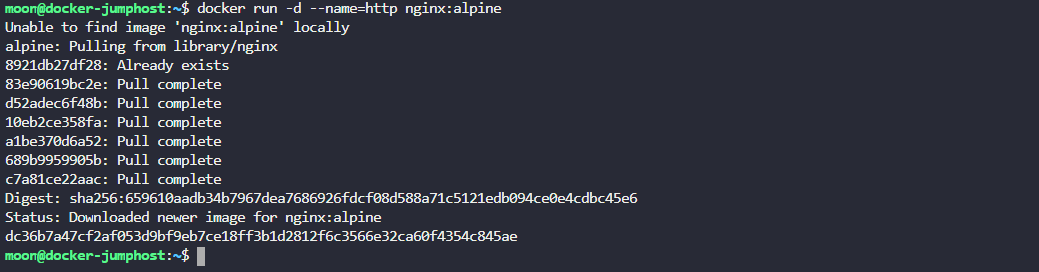 moon@docker-jumphost:~$ docker run -d --name=http nginx:alpine
Unable to find image 'nginx:alpine' locally
alpine: Pulling from library/nginx
8921db27df28: Already exists
83e90619bc2e: Pull complete
d52adec6f48b: Pull complete
10eb2ce358fa: Pull complete
a1be370d6a52: Pull complete
689b9959905b: Pull complete
c7a81ce22aac: Pull complete
Digest: sha256:659610aadb34b7967dea7686926fdcf08d588a71c5121edb094ce0e4cdbc45e6
Status: Downloaded newer image for nginx:alpine
dc36b7a47cf2af053d9bf9eb7ce18ff3b1d2812f6c3566e32ca60f4354c845ae
moon@docker-jumphost:~$